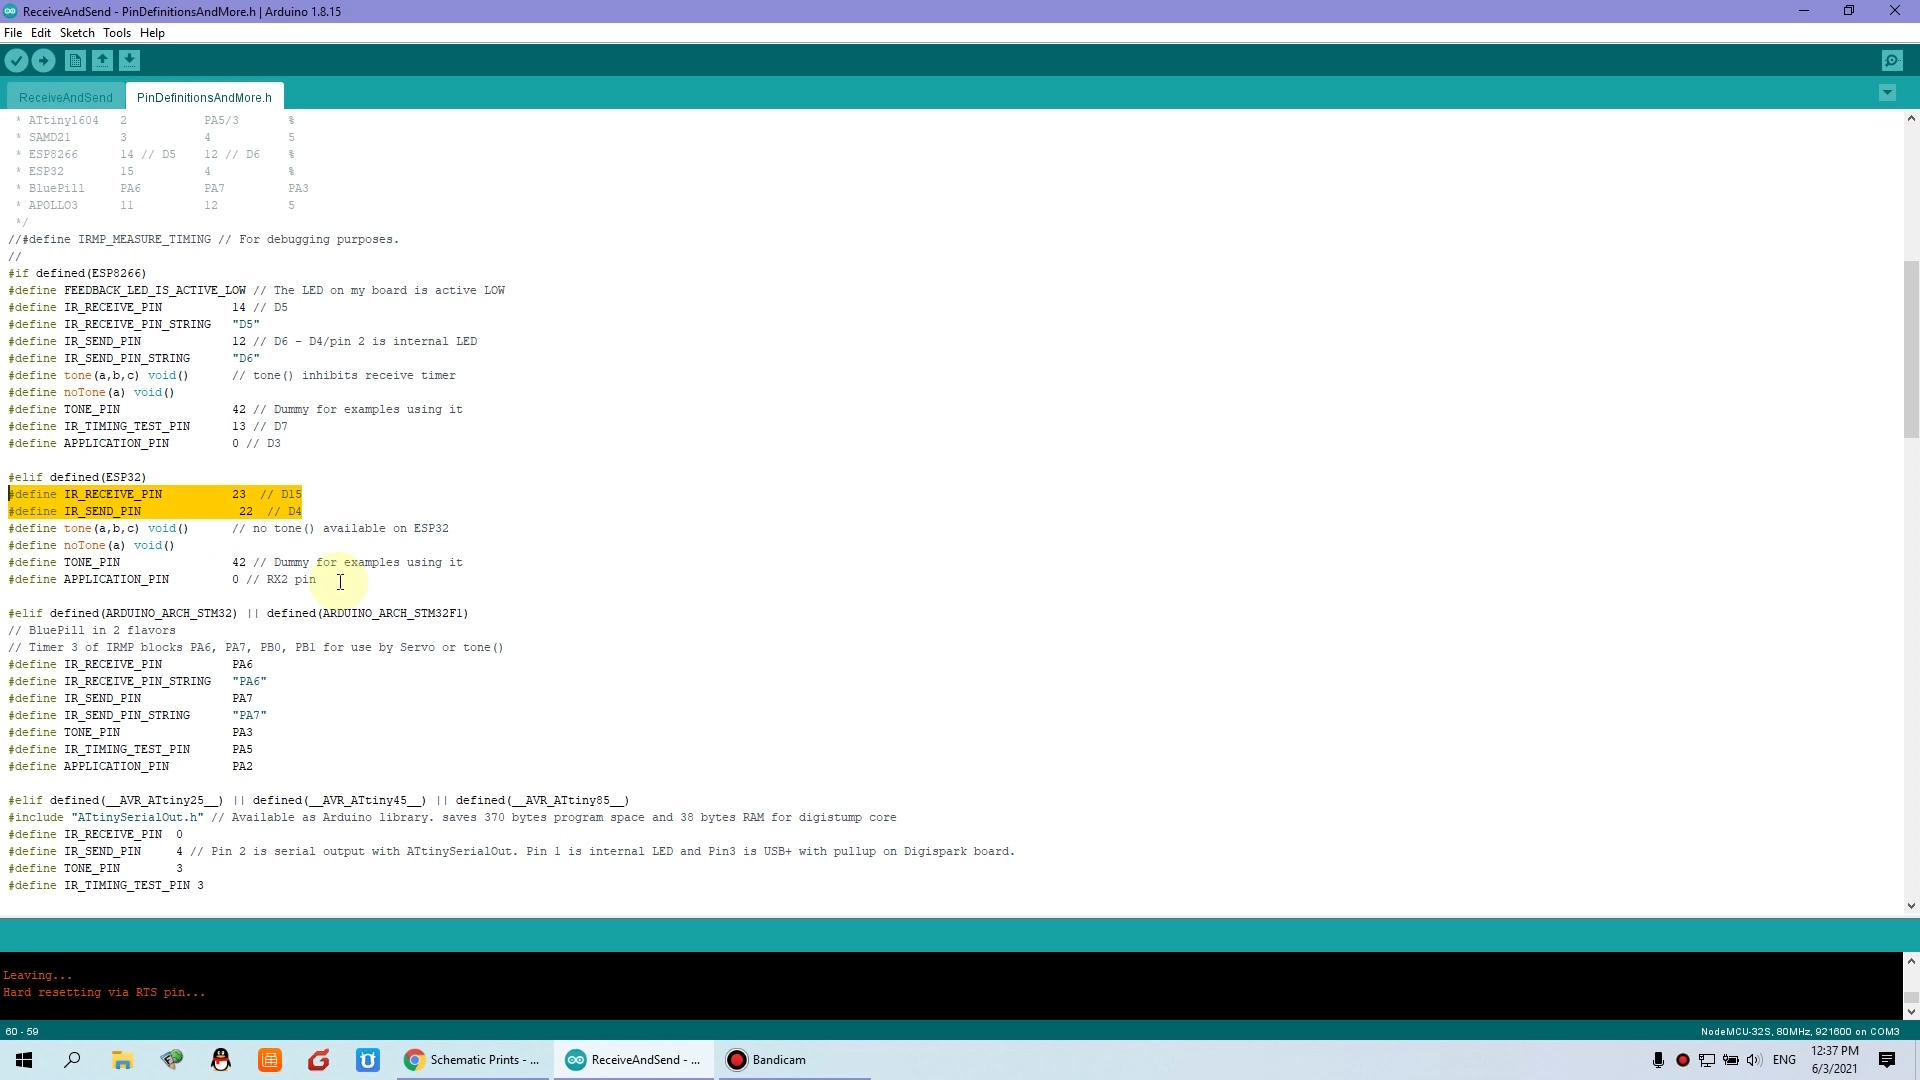 ReceiveAndSend - PinDefinitionsAndMore.h | Arduino 1.8.15
File Edit Sketch Tools Help
ReceiveAndSend PinDefinitionsAndMore.h
* ATtiny1604 2 PA5/3 %
* SAMD21 3 4 5
* ESP8266 14 // D5 12 // D6 %
* ESP32 15 4 %
* BluePill PA6 PA7 PA3
* APOLLO3 11 12 5
*/
//#define IRMP_MEASURE_TIMING // For debugging purposes.
//
#if defined(ESP8266)
#define FEEDBACK_LED_IS_ACTIVE_LOW // The LED on my board is active LOW
#define IR_RECEIVE_PIN 14 // D5
#define IR_RECEIVE_PIN_STRING "D5"
#define IR_SEND_PIN 12 // D6 - D4/pin 2 is internal LED
#define IR_SEND_PIN_STRING "D6"
#define tone(a,b,c) void() // tone() inhibits receive timer
#define noTone(a) void()
#define TONE_PIN 42 // Dummy for examples using it
#define IR_TIMING_TEST_PIN 13 // D7
#define APPLICATION_PIN 0 // D3
#elif defined(ESP32)
#define IR_RECEIVE_PIN 23 // D15
#define IR_SEND_PIN 22 // D4
#define tone(a,b,c) void() // no tone() available on ESP32
#define noTone(a) void()
#define TONE_PIN 42 // Dummy for examples using it
#define APPLICATION_PIN 0 // RX2 pin
#elif defined(ARDUINO_ARCH_STM32) || defined(ARDUINO_ARCH_STM32F1)
// BluePill in 2 flavors
// Timer 3 of IRMP blocks PA6, PA7, PB0, PB1 for use by Servo or tone()
#define IR_RECEIVE_PIN PA6
#define IR_RECEIVE_PIN_STRING "PA6"
#define IR_SEND_PIN PA7
#define IR_SEND_PIN_STRING "PA7"
#define TONE_PIN PA3
#define IR_TIMING_TEST_PIN PA5
#define APPLICATION_PIN PA2
#elif defined(__AVR_ATtiny25__) || defined(__AVR_ATtiny45__) || defined(__AVR_ATtiny85__)
#include "ATtinySerialOut.h" // Available as Arduino library. saves 370 bytes program space and 38 bytes RAM for digistump core
#define IR_RECEIVE_PIN 0
#define IR_SEND_PIN 4 // Pin 2 is serial output with ATtinySerialOut. Pin 1 is internal LED and Pin3 is USB+ with pullup on Digispark board.
#define TONE_PIN 3
#define IR_TIMING_TEST_PIN 3
Leaving...
Hard resetting via RTS pin...
60 - 59 NodeMCU-32S, 80MHz, 921600 on COM3
Schematic Prints - ... ReceiveAndSend - ... Bandicam ENG 12:37 PM
6/3/2021